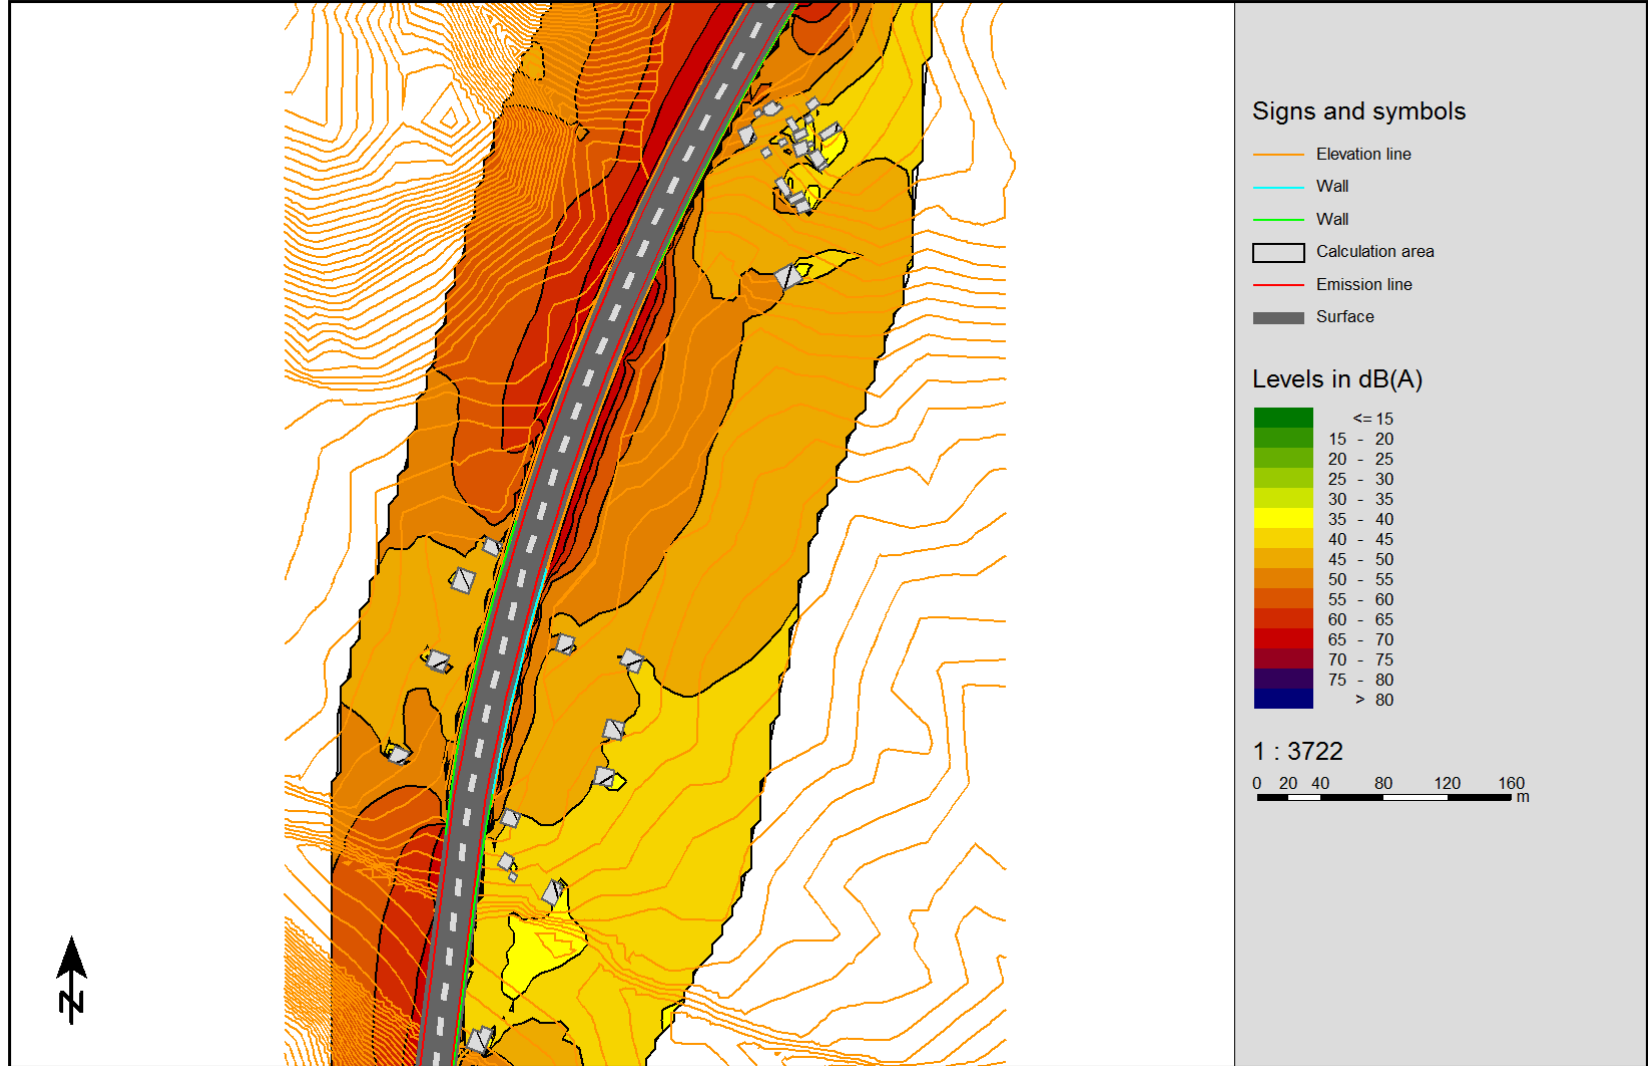 Signs and symbols
Elevation line
Wall
Wall
Calculation area
Emission line
Surface
Levels in dB(A)
<= 15
15 - 20
20 - 25
25 - 30
30 - 35
35 - 40
40 - 45
45 - 50
50 - 55
55 - 60
60 - 65
65 - 70
70 - 75
75 - 80
> 80
1 : 3722
0 20 40 80 120 160
m
N